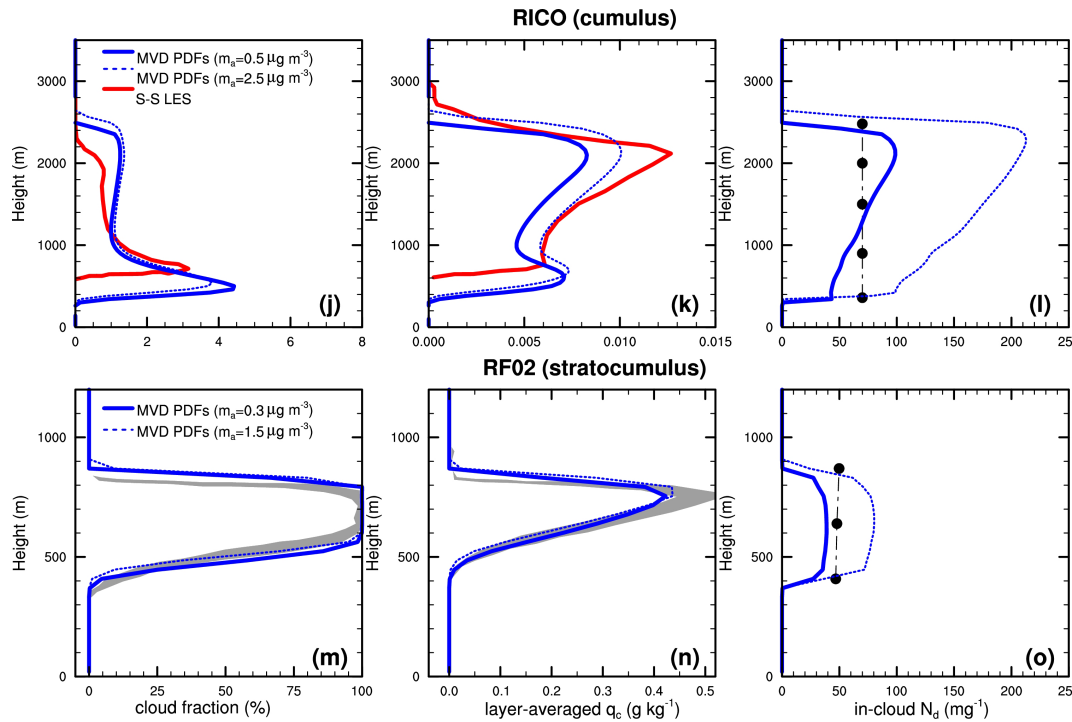 RICO (cumulus)
MVD PDFs (mₐ=0.5 μg m⁻³)
MVD PDFs (mₐ=2.5 μg m⁻³)
S-S LES
Height (m)
3000
2000
1000
0
0 2 4 6 8
(j)
Height (m)
3000
2000
1000
0
0.000 0.005 0.010 0.015
(k)
Height (m)
3000
2000
1000
0
0 50 100 150 200 25
(l)
RF02 (stratocumulus)
MVD PDFs (mₐ=0.3 μg m⁻³)
MVD PDFs (mₐ=1.5 μg m⁻³)
Height (m)
1000
500
0
0 25 50 75 100
cloud fraction (%)
(m)
Height (m)
1000
500
0
0.0 0.1 0.2 0.3 0.4 0.5
layer-averaged q꜀ (g kg⁻¹)
(n)
Height (m)
1000
500
0
0 50 100 150 200 25
in-cloud N_d (mg⁻¹)
(o)